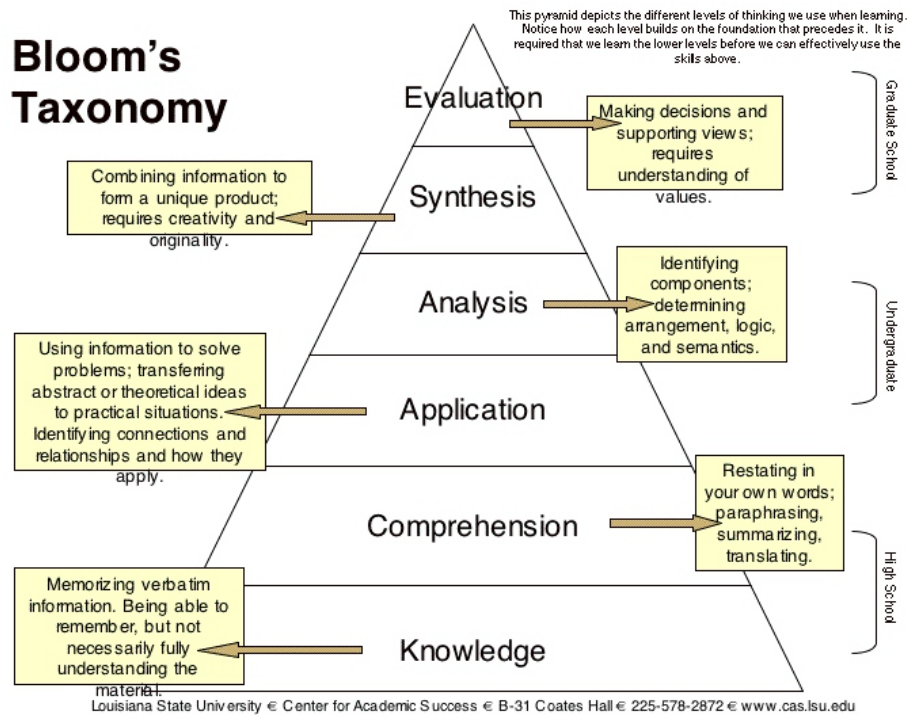 Bloom's
Taxonomy
This pyramid depicts the different levels of thinking we use when learning.
Notice how each level builds on the foundation that precedes it. It is
required that we learn the lower levels before we can effectively use the
skills above.
Evaluation
Making decisions and
supporting views;
requires
understanding of
values.
Graduate School
Combining information to
form a unique product;
requires creativity and
originality.
Synthesis
Analysis
Identifying
components;
determining
arrangement, logic,
and semantics.
Undergraduate
Using information to solve
problems; transferring
abstract or theoretical ideas
to practical situations.
Identifying connections and
relationships and how they
apply.
Application
Comprehension
Restating in
your own words;
paraphrasing,
summarizing,
translating.
High School
Memorizing verbatim
information. Being able to
remember, but not
necessarily fully
understanding the
material.
Knowledge
Louisiana State University € Center for Academic Success € B-31 Coates Hall € 225-578-2872 € www.cas.lsu.edu